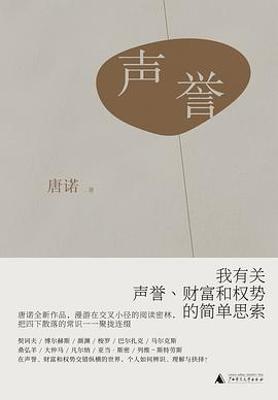 声誉
唐诺 著
我有关
声誉、财富和权势
的简单思索
唐诺全新作品，漫游在交叉小径的阅读密林，
把四下散落的常识一一聚拢连缀
契诃夫 / 博尔赫斯 / 颜渊 / 梭罗 / 巴尔扎克 / 马尔克斯
桑弘羊 / 大仲马 / 凡尔纳 / 亚当·斯密 / 列维-斯特劳斯
在声誉、财富和权势交错纵横的世界，个人如何辨识、理解与抉择？
广西师范大学出版社